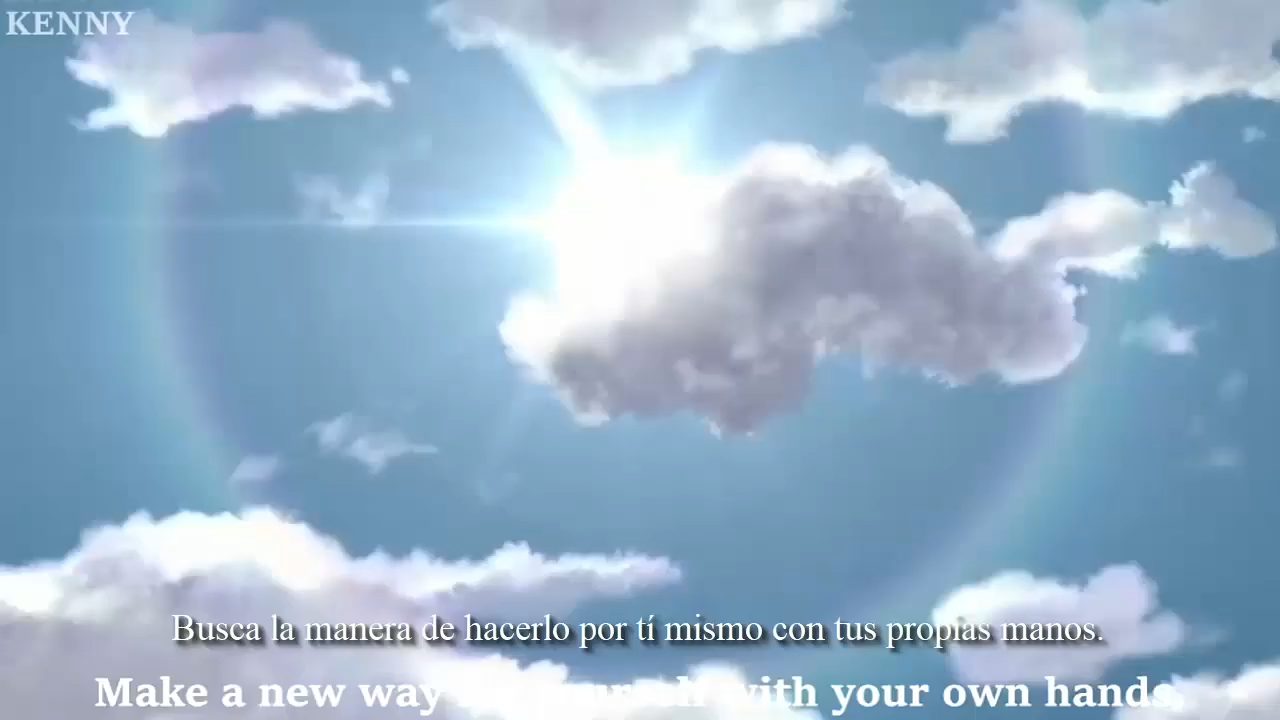 KENNY
Busca la manera de hacerlo por tí mismo con tus propias manos.
Make a new way yourself with your own hands,